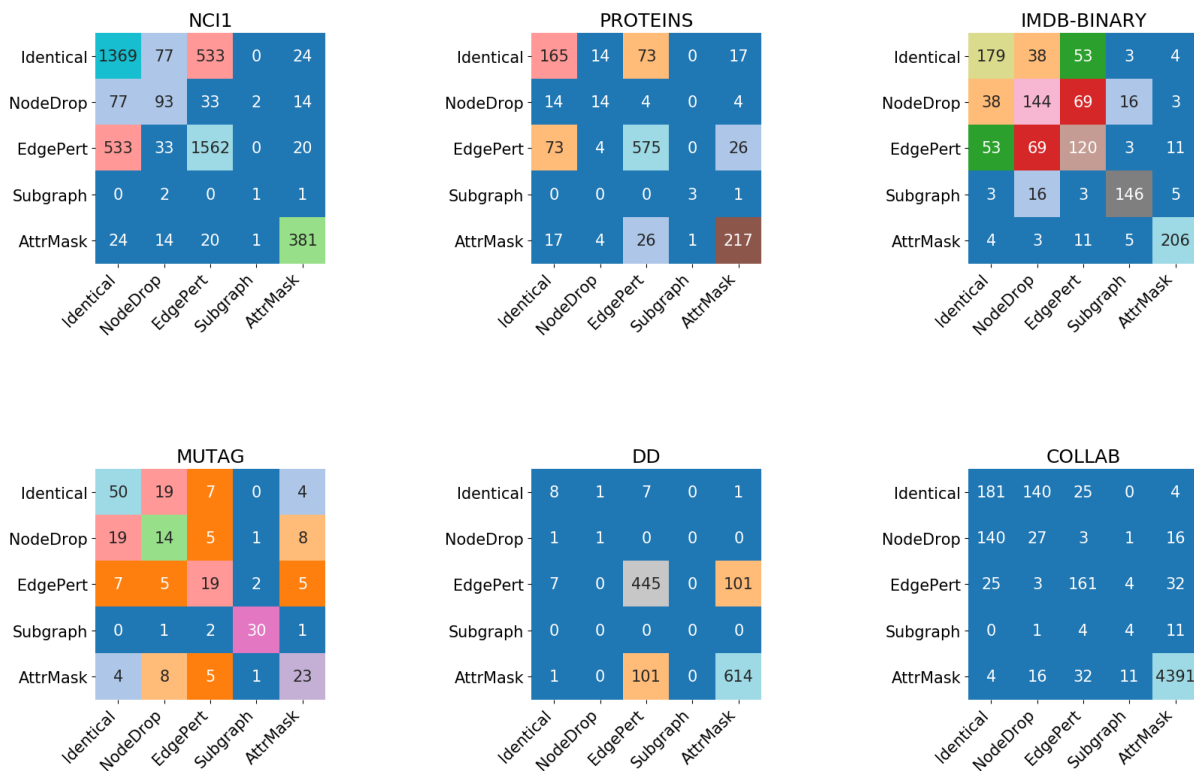 NCI1
PROTEINS
IMDB-BINARY
Identical 1369 77 533 0 24
NodeDrop 77 93 33 2 14
EdgePert 533 33 1562 0 20
Subgraph 0 2 0 1 1
AttrMask 24 14 20 1 381
Identical NodeDrop EdgePert Subgraph AttrMask
Identical 165 14 73 0 17
NodeDrop 14 14 4 0 4
EdgePert 73 4 575 0 26
Subgraph 0 0 0 3 1
AttrMask 17 4 26 1 217
Identical NodeDrop EdgePert Subgraph AttrMask
Identical 179 38 53 3 4
NodeDrop 38 144 69 16 3
EdgePert 53 69 120 3 11
Subgraph 3 16 3 146 5
AttrMask 4 3 11 5 206
Identical NodeDrop EdgePert Subgraph AttrMask
MUTAG
DD
COLLAB
Identical 50 19 7 0 4
NodeDrop 19 14 5 1 8
EdgePert 7 5 19 2 5
Subgraph 0 1 2 30 1
AttrMask 4 8 5 1 23
Identical NodeDrop EdgePert Subgraph AttrMask
Identical 8 1 7 0 1
NodeDrop 1 1 0 0 0
EdgePert 7 0 445 0 101
Subgraph 0 0 0 0 0
AttrMask 1 0 101 0 614
Identical NodeDrop EdgePert Subgraph AttrMask
Identical 181 140 25 0 4
NodeDrop 140 27 3 1 16
EdgePert 25 3 161 4 32
Subgraph 0 1 4 4 11
AttrMask 4 16 32 11 4391
Identical NodeDrop EdgePert Subgraph AttrMask